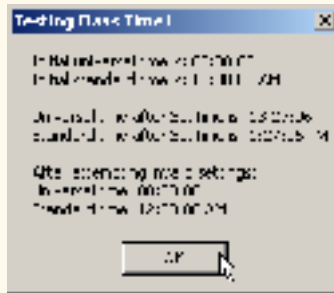 Testing Class Time1
Initial universal time is: 00:00:00
Initial standard time is: 12:00:00 AM
Universal time after setTime is: 13:27:06
Standard time after setTime is: 1:27:06 PM
After attempting invalid settings:
Universal time: 00:00:00
Standard time: 12:00:00 AM
OK